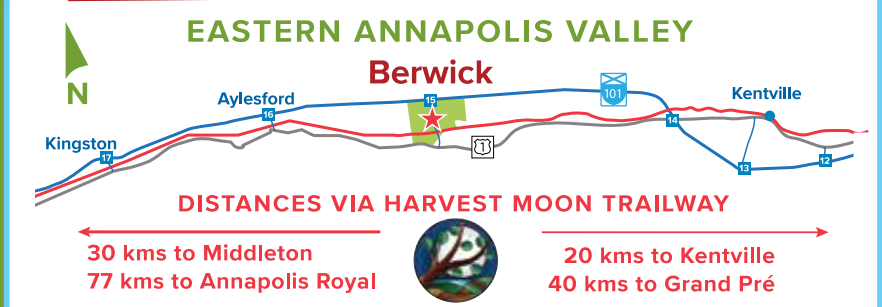 EASTERN ANNAPOLIS VALLEY
N
Berwick
Aylesford
15
101
Kentville
16
Kingston
17
1
14
13
12
DISTANCES VIA HARVEST MOON TRAILWAY
30 kms to Middleton
77 kms to Annapolis Royal
20 kms to Kentville
40 kms to Grand Pré